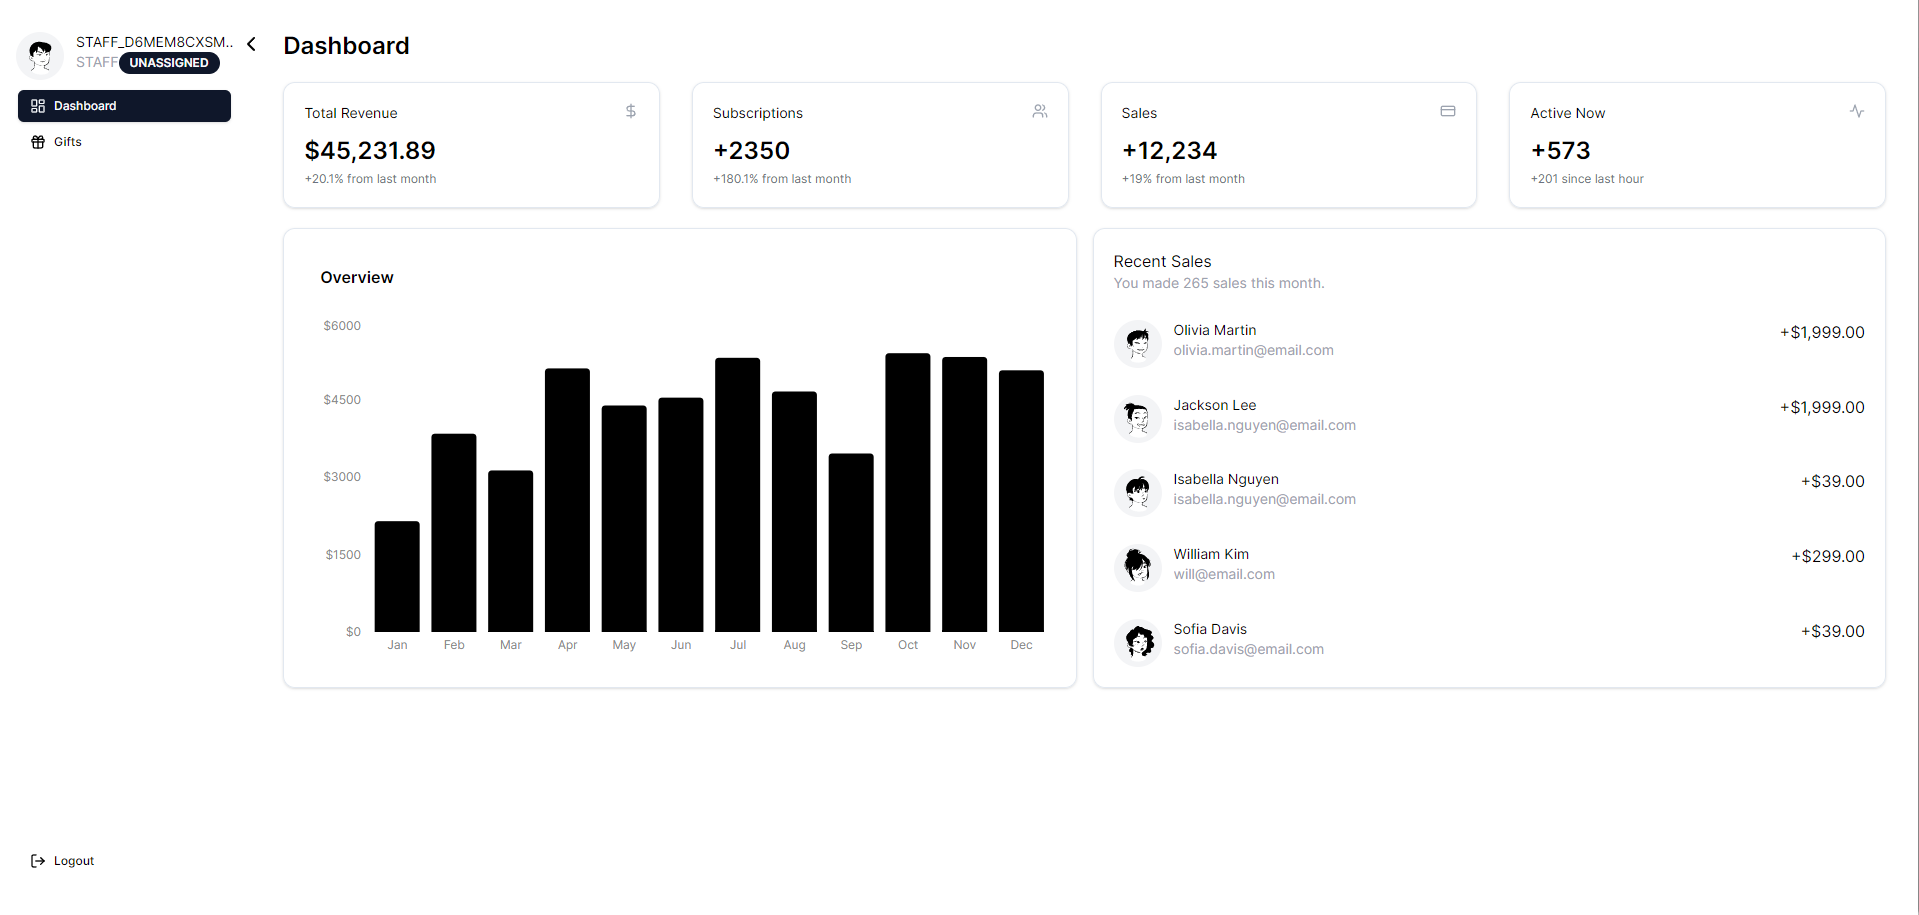 STAFF_D6MEM8CXSM..
STAFF UNASSIGNED
Dashboard
Gifts
Logout
Dashboard
Total Revenue
$45,231.89
+20.1% from last month
Subscriptions
+2350
+180.1% from last month
Sales
+12,234
+19% from last month
Active Now
+573
+201 since last hour
Overview
$6000
$4500
$3000
$1500
$0
Jan Feb Mar Apr May Jun Jul Aug Sep Oct Nov Dec
Recent Sales
You made 265 sales this month.
Olivia Martin
olivia.martin@email.com
+$1,999.00
Jackson Lee
isabella.nguyen@email.com
+$1,999.00
Isabella Nguyen
isabella.nguyen@email.com
+$39.00
William Kim
will@email.com
+$299.00
Sofia Davis
sofia.davis@email.com
+$39.00